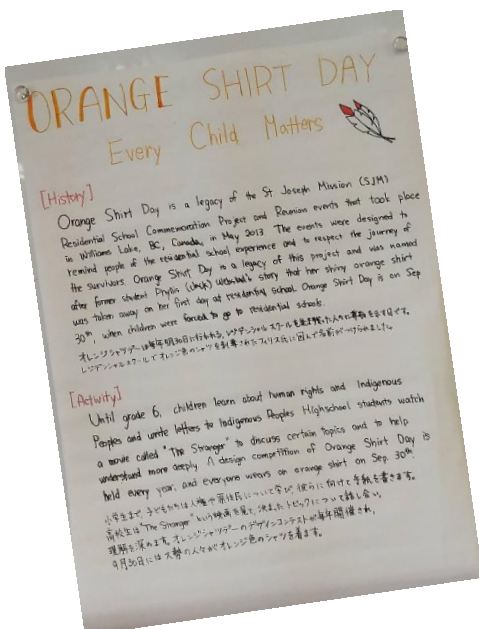 ORANGE SHIRT DAY
Every Child Matters
[History]
Orange Shirt Day is a legacy of the St Joseph Mission (SJM)
Residential School Commemoration Project and Reunion events that took place
in Williams Lake, BC, Canada, in May 2013. The events were designed to
remind people of the residential school experience and to respect the journey of
the survivors. Orange Shirt Day is a legacy of this project and was named
after former student Phyllis (Jack) story that her shiny orange shirt
was taken away on her first day at residential school. Orange Shirt Day is on Sep
30th, when children were forced to go to residential schools.
オレンジシャツデーは毎年9月30日に行われる、レジデンシャルスクールを生き抜いた人々に敬意を示す日です。
レジデンシャルスクールでオレンジ色のシャツを されたフィリス氏に因んで名前がつけられました。
[Activity]
Until grade 6, children learn about human rights and Indigenous
Peoples and write letters to Indigenous Peoples Highschool students watch
a movie called "The Stranger" to discuss certain topics and to help
understand more deeply. A design competition of Orange Shirt Day is
held every year, and everyone wears an orange shirt on Sep. 30th.
小学生まで、子どもたちは人権や原住民について学び、彼らに向けて手紙を書きます。
高校生は"The Stranger"という映画を見て、決まったトピックについて話し合い、
理解を深めます。オレンジシャツデーのデザインコンテストが毎年開催され、
9月30日には大勢の人々がオレンジ色のシャツを着ます。